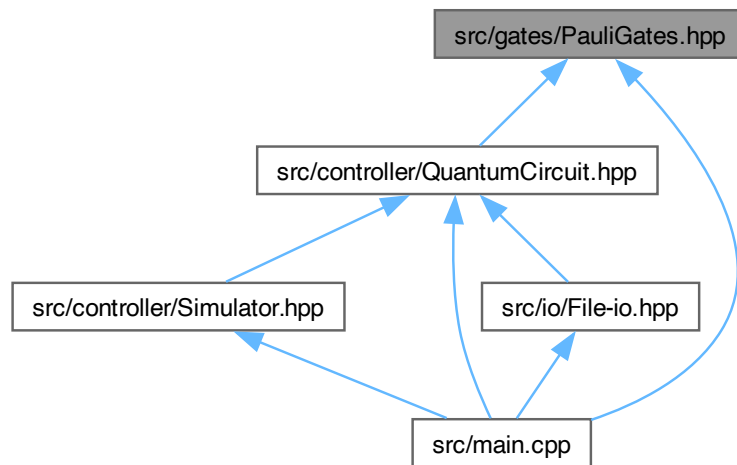 src/gates/PauliGates.hpp
src/controller/QuantumCircuit.hpp
src/controller/Simulator.hpp
src/io/File-io.hpp
src/main.cpp